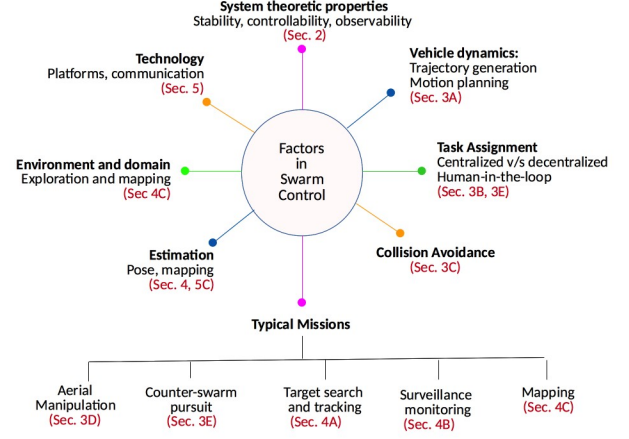 System theoretic properties
Stability, controllability, observability
(Sec. 2)
Technology
Platforms, communication
(Sec. 5)
Vehicle dynamics:
Trajectory generation
Motion planning
(Sec. 3A)
Environment and domain
Exploration and mapping
(Sec 4C)
Factors
in
Swarm
Control
Task Assignment
Centralized v/s decentralized
Human-in-the-loop
(Sec. 3B, 3E)
Estimation
Pose, mapping
(Sec. 4, 5C)
Collision Avoidance
(Sec. 3C)
Typical Missions
Aerial
Manipulation
(Sec. 3D)
Counter-swarm
pursuit
(Sec. 3E)
Target search
and tracking
(Sec. 4A)
Surveillance
monitoring
(Sec. 4B)
Mapping
(Sec. 4C)